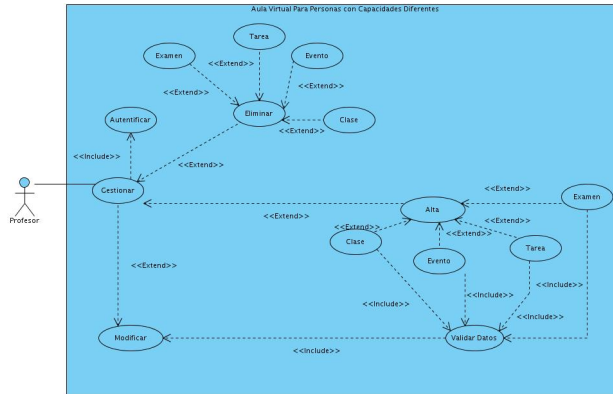 Aula Virtual Para Personas con Capacidades Diferentes
Tarea
Examen
Evento
<<Extend>>
<<Extend>>
<<Extend>>
Autentificar
Eliminar
Clase
<<Extend>>
<<Include>>
<<Extend>>
Profesor
Gestionar
<<Extend>>
Examen
<<Extend>>
Alta
<<Extend>>
<<Extend>>
<<Extend>>
Clase
Evento
Tarea
<<Extend>>
<<Include>>
<<Include>>
<<Include>>
Modificar
Validar Datos
<<Include>>